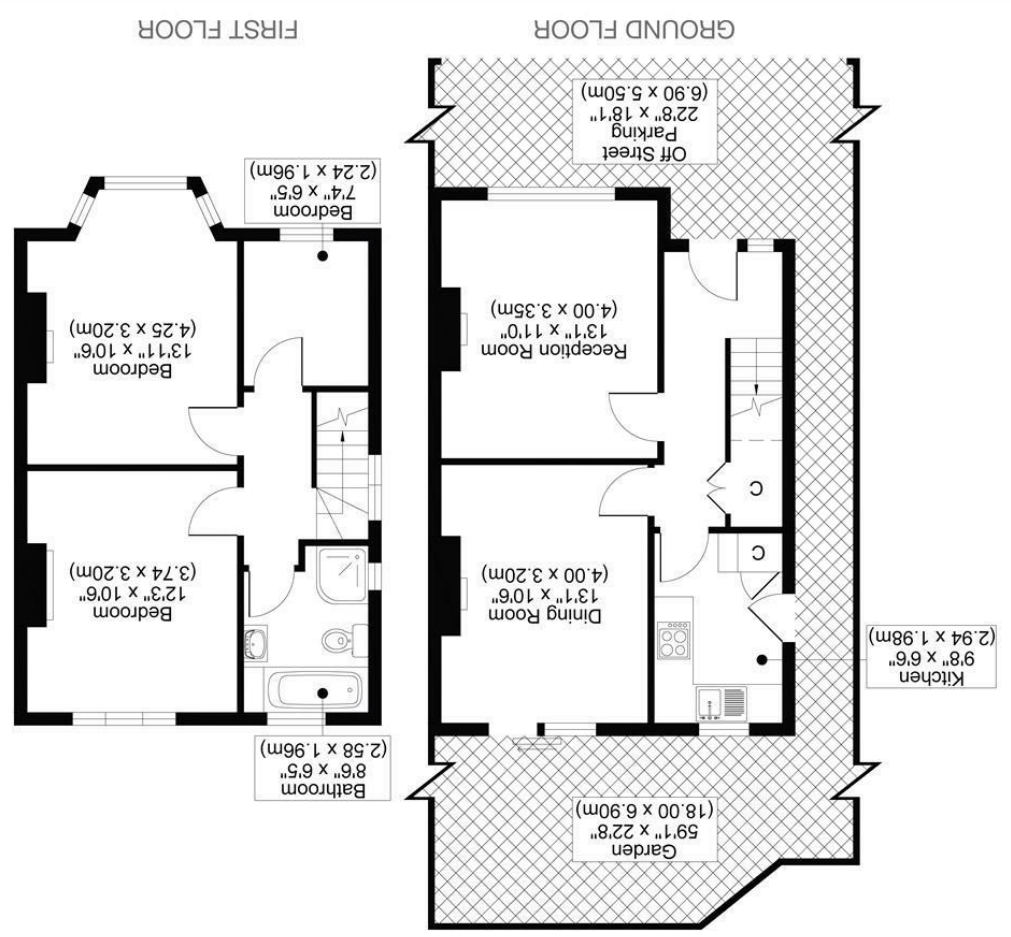 Garden
59'1" x 22'8"
(18.00 x 6.90m)
Kitchen
9'8" x 6'6"
(2.94 x 1.98m)
Dining Room
13'1" x 10'6"
(4.00 x 3.20m)
C
C
Reception Room
13'1" x 11'0"
(4.00 x 3.35m)
Off Street
Parking
22'8" x 18'1"
(6.90 x 5.50m)
GROUND FLOOR
Bathroom
8'6" x 6'5"
(2.58 x 1.96m)
Bedroom
12'3" x 10'6"
(3.74 x 3.20m)
Bedroom
13'11" x 10'6"
(4.25 x 3.20m)
Bedroom
7'4" x 6'5"
(2.24 x 1.96m)
FIRST FLOOR